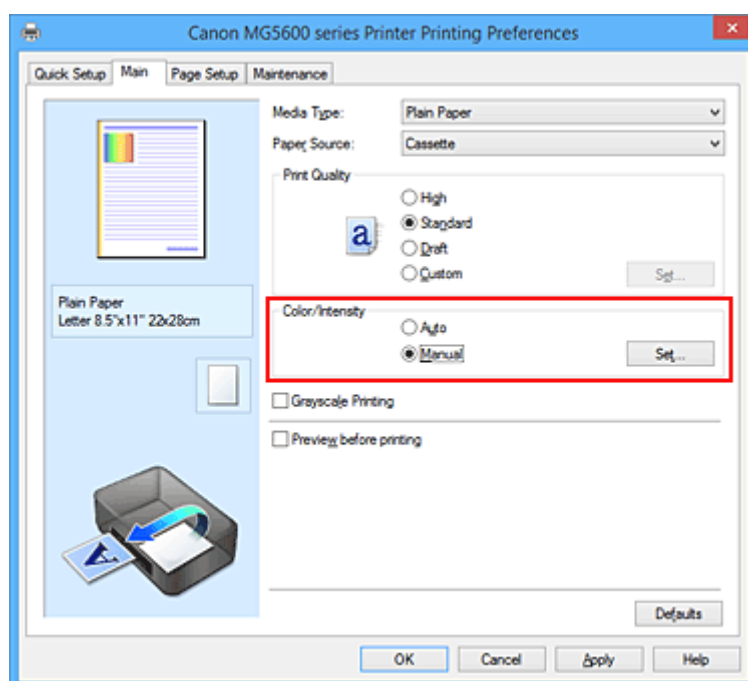 Canon MG5600 series Printer Printing Preferences
Quick Setup Main Page Setup Maintenance
Media Type: Plain Paper
Paper Source: Cassette
Print Quality
High
Standard
Draft
Custom Set...
a
Plain Paper
Letter 8.5"x11" 22x28cm
Color/Intensity
Auto
Manual Set...
Grayscale Printing
Preview before printing
A
Defaults
OK Cancel Apply Help